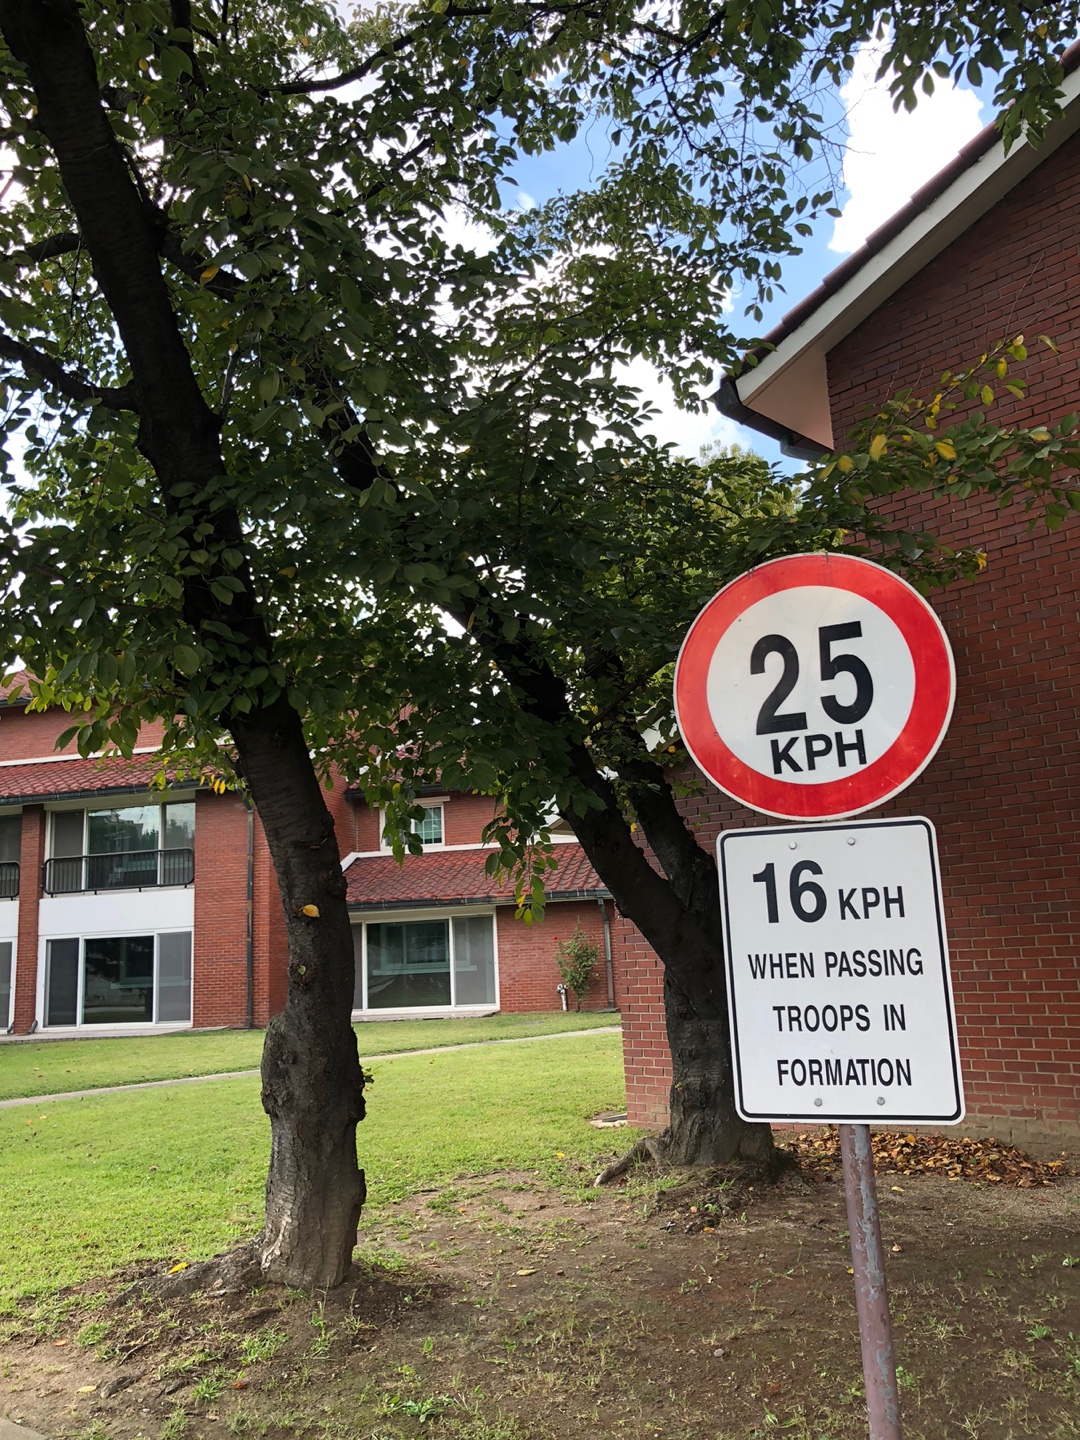 25
KPH
16 KPH
WHEN PASSING
TROOPS IN
FORMATION